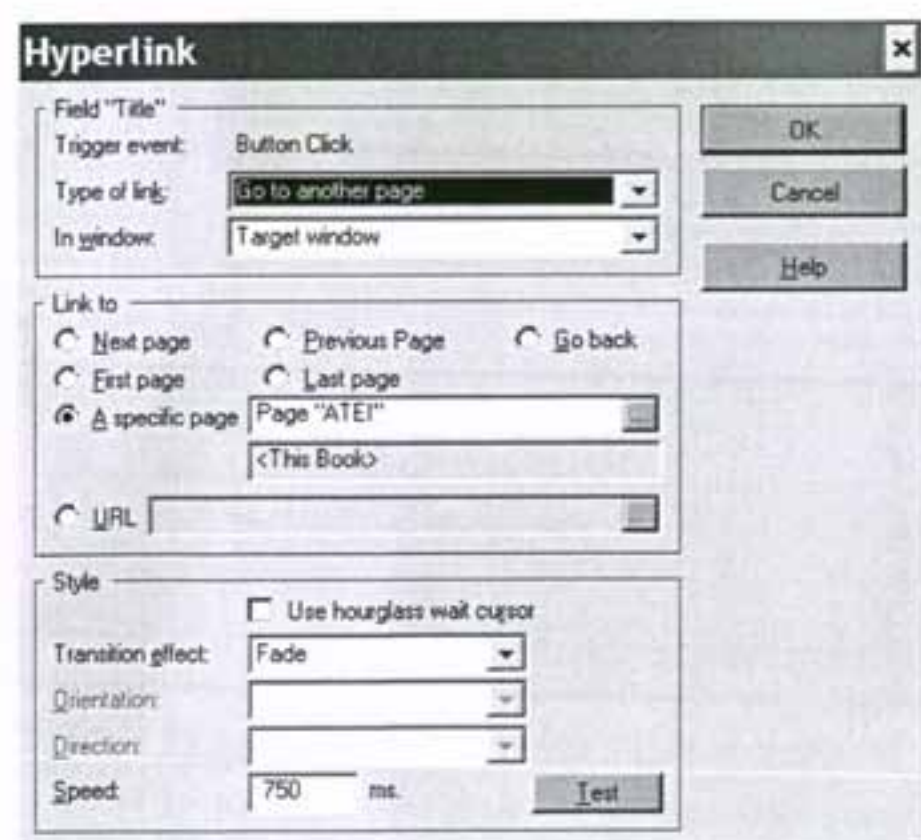 Hyperlink
Field "Title"
Trigger event: Button Click
Type of link: Go to another page
In window: Target window
OK
Cancel
Help
Link to
Next page Previous Page Go back
First page Last page
A specific page Page "ATEI" ...
<This Book>
URL ...
Style
Use hourglass wait cursor
Transition effect: Fade
Orientation:
Direction:
Speed: 750 ms. Test